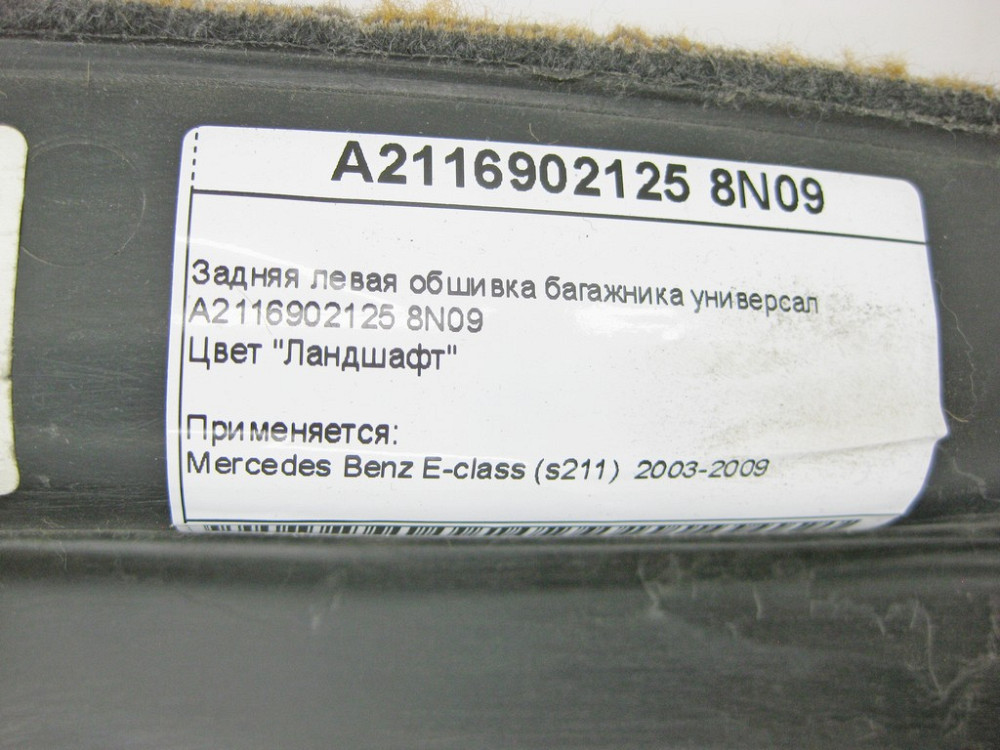 A2116902125 8N09
Задняя левая обшивка багажника универсал
A2116902125 8N09
Цвет "Ландшафт"
Применяется:
Mercedes Benz E-class (s211) 2003-2009